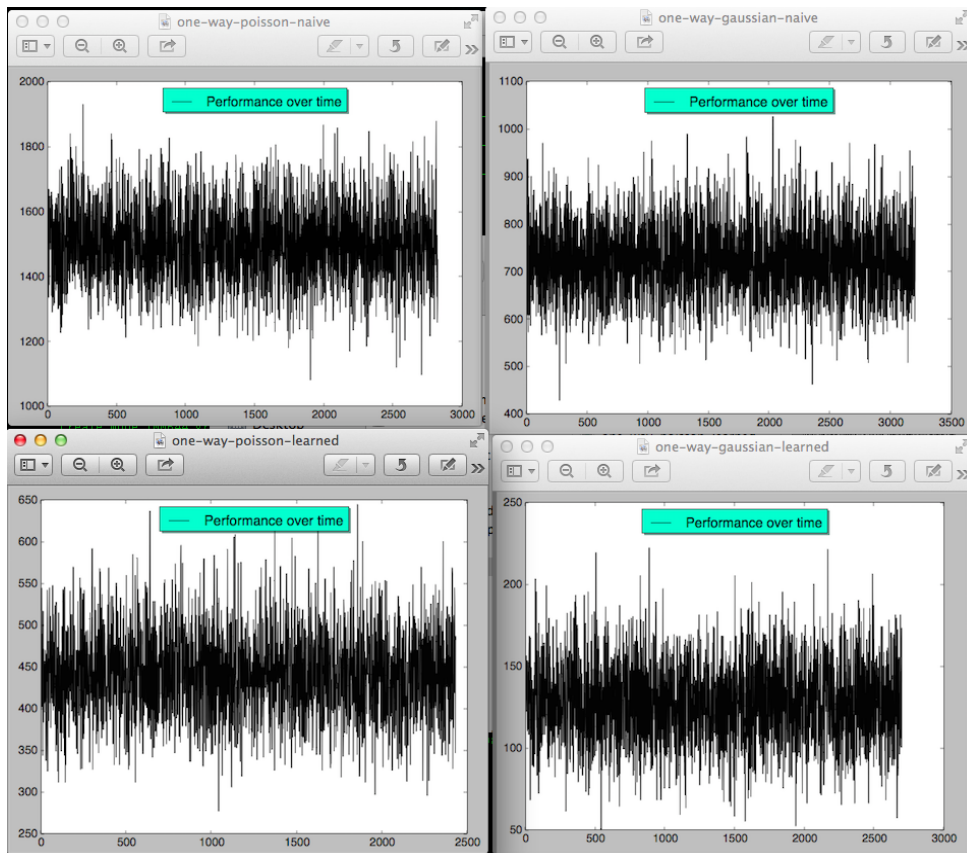 one-way-poisson-naive
Performance over time
2000
1800
1600
1400
1200
1000
0 500 1000 1500 2000 2500 3000
one-way-gaussian-naive
Performance over time
1100
1000
900
800
700
600
500
400
0 500 1000 1500 2000 2500 3000 3500
Desktop
one-way-poisson-learned
Performance over time
650
600
550
500
450
400
350
300
250
0 500 1000 1500 2000 2500
one-way-gaussian-learned
Performance over time
250
200
150
100
50
0 500 1000 1500 2000 2500 3000